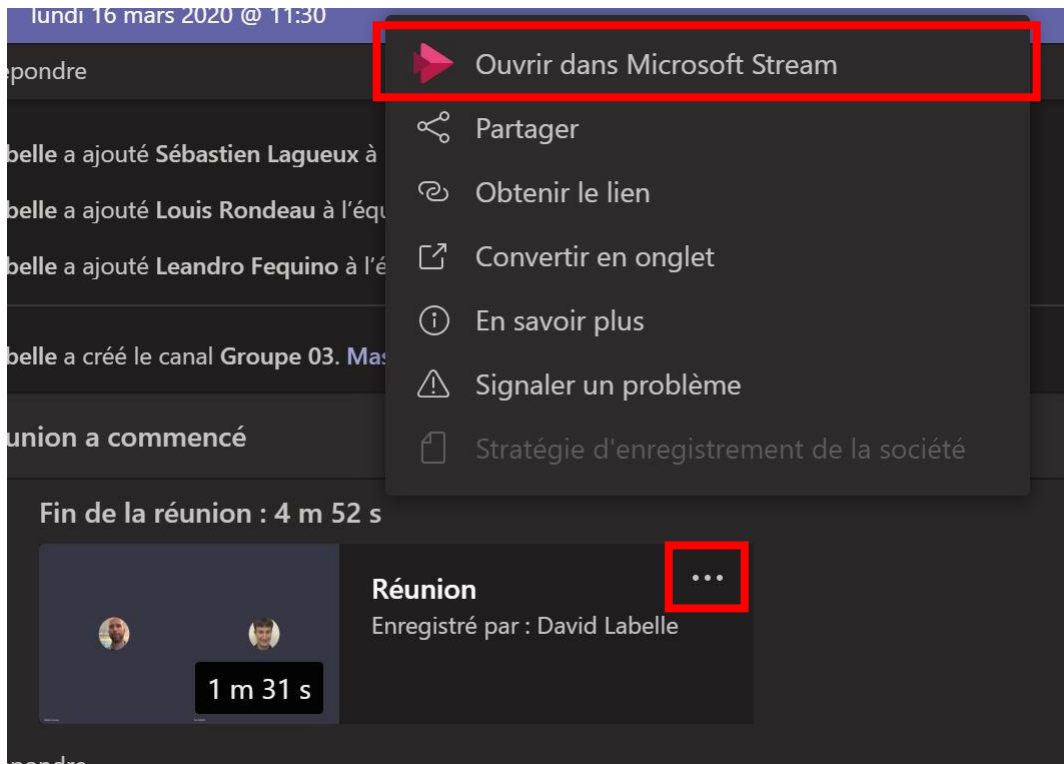 lundi 16 mars 2020 @ 11:30
Ouvrir dans Microsoft Stream
épondre
Partager
belle a ajouté Sébastien Lagueux à
Obtenir le lien
belle a ajouté Louis Rondeau à l'équ
Convertir en onglet
belle a ajouté Leandro Fequino à l'é
En savoir plus
belle a créé le canal Groupe 03. Mas
Signaler un problème
union a commencé
Stratégie d'enregistrement de la société
Fin de la réunion : 4 m 52 s
Réunion
...
Enregistré par : David Labelle
1 m 31 s